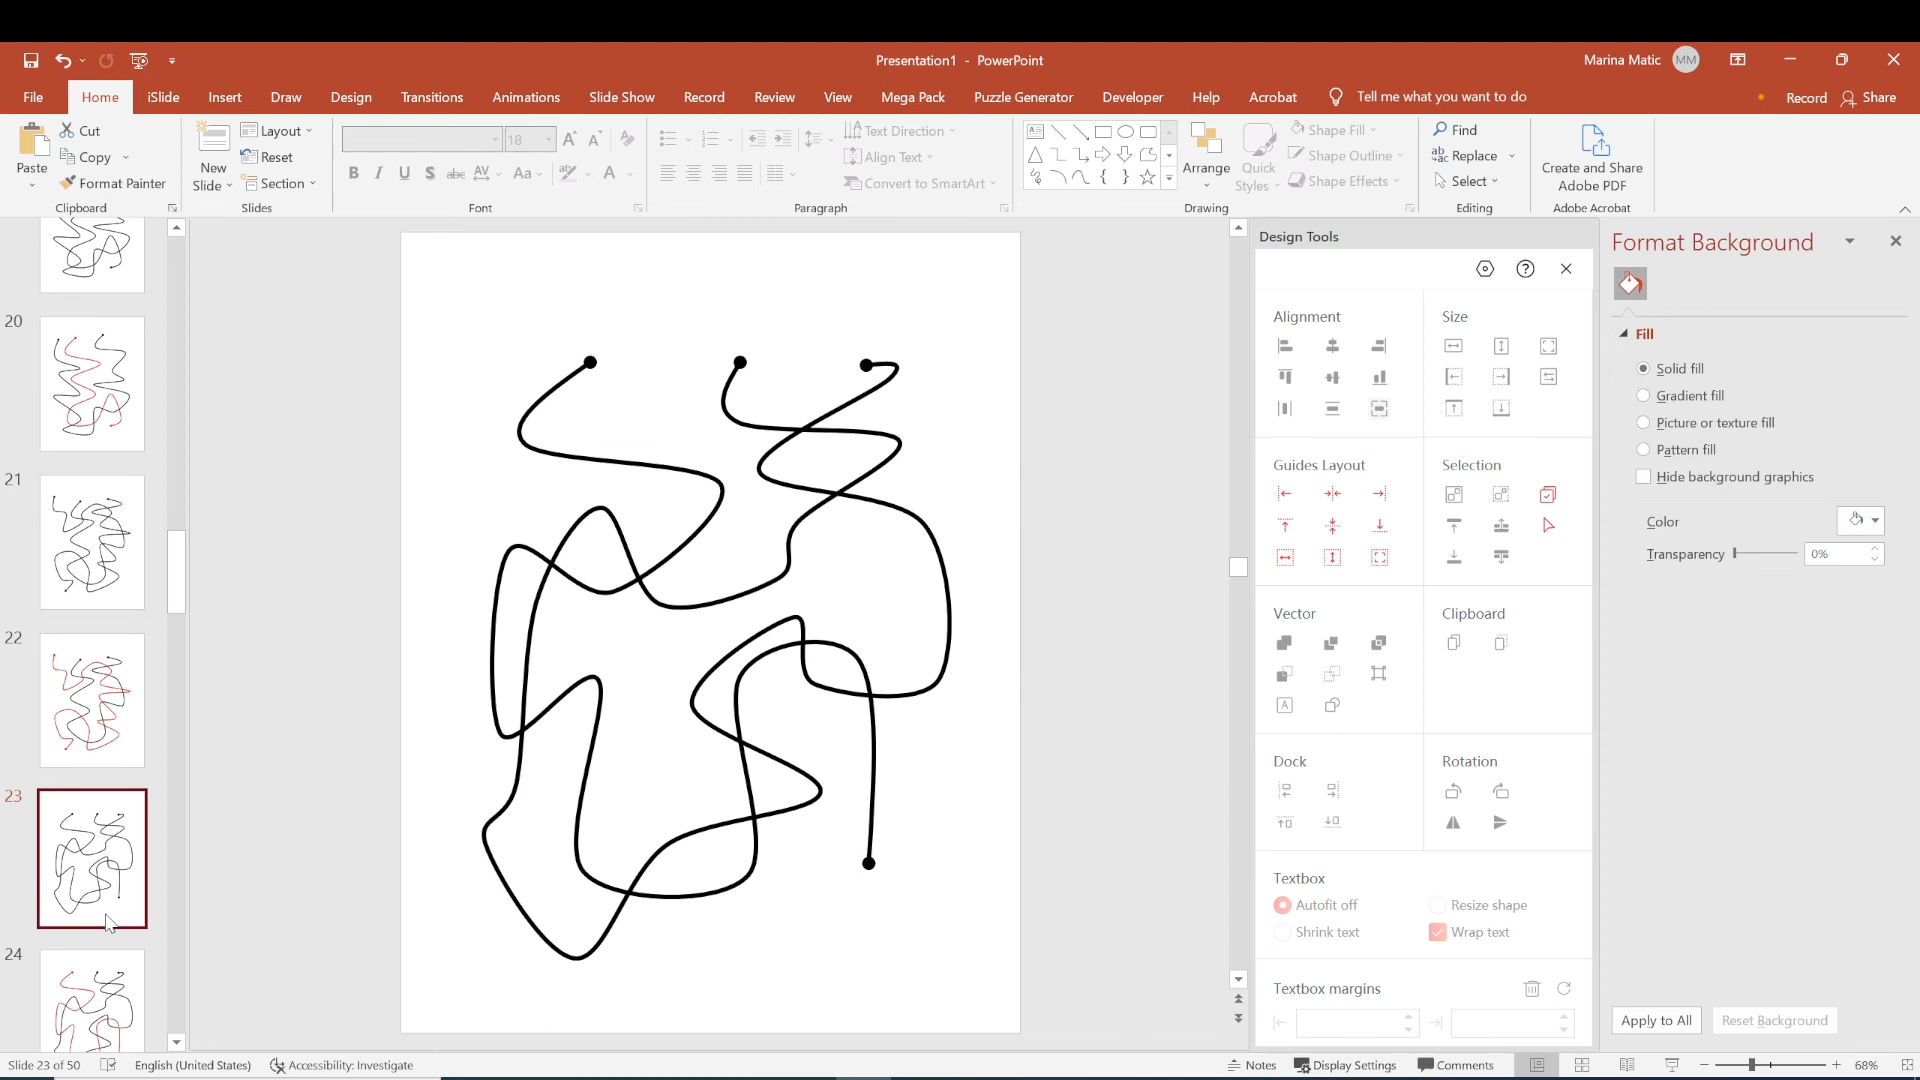 Presentation1 - PowerPoint
Marina Matic MM
File Home iSlide Insert Draw Design Transitions Animations Slide Show Record Review View Mega Pack Puzzle Generator Developer Help Acrobat Tell me what you want to do Record Share
Paste
Cut
Copy
Format Painter
Clipboard
New
Slide
Layout
Reset
Section
Slides
18
B I U S abc AV Aa A
Font
Text Direction
Align Text
Convert to SmartArt
Paragraph
Arrange
Quick
Styles
Shape Fill
Shape Outline
Shape Effects
Drawing
Find
Replace
Select
Editing
Create and Share
Adobe PDF
Adobe Acrobat
20
21
22
23
24
Design Tools
Alignment
Size
Guides Layout
Selection
Vector
Clipboard
Dock
Rotation
Textbox
Autofit off
Resize shape
Shrink text
Wrap text
Textbox margins
Format Background
Fill
Solid fill
Gradient fill
Picture or texture fill
Pattern fill
Hide background graphics
Color
Transparency 0%
Apply to All
Reset Background
Slide 23 of 50 English (United States) Accessibility: Investigate Notes Display Settings Comments 68%